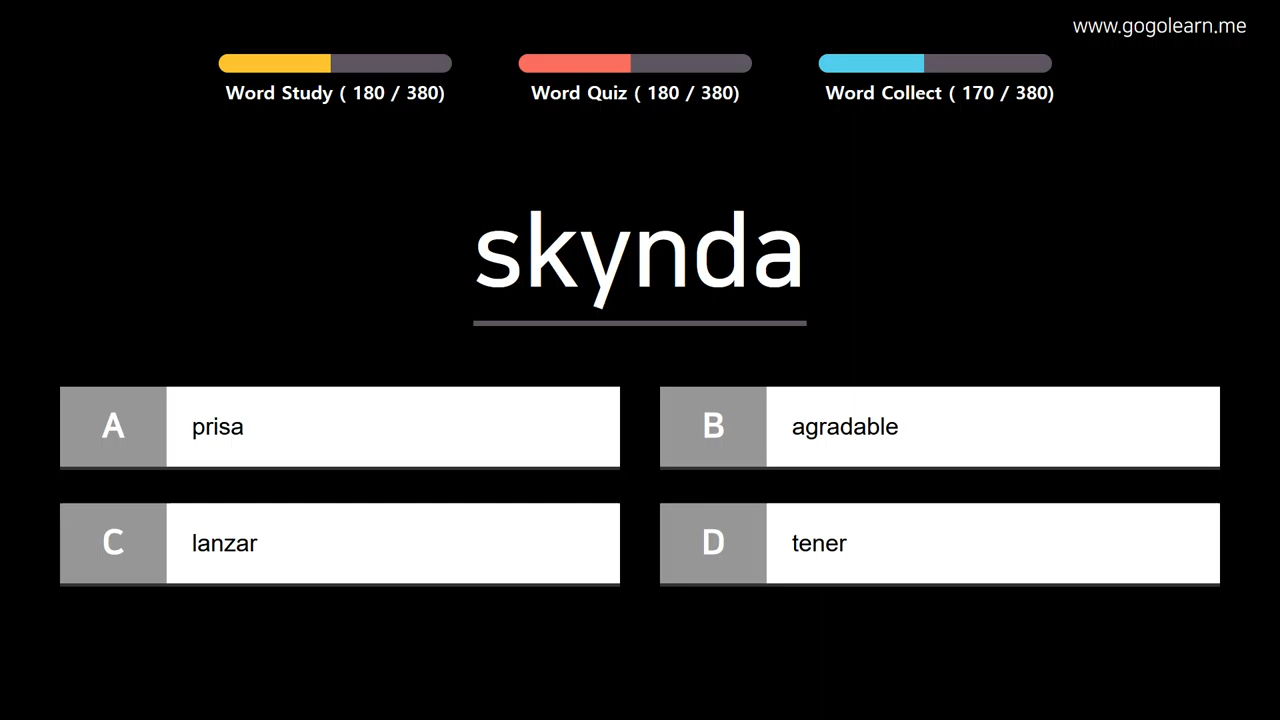 www.gogolearn.me
Word Study ( 180 / 380)
Word Quiz ( 180 / 380)
Word Collect ( 170 / 380)
skynda
A prisa
B agradable
C lanzar
D tener